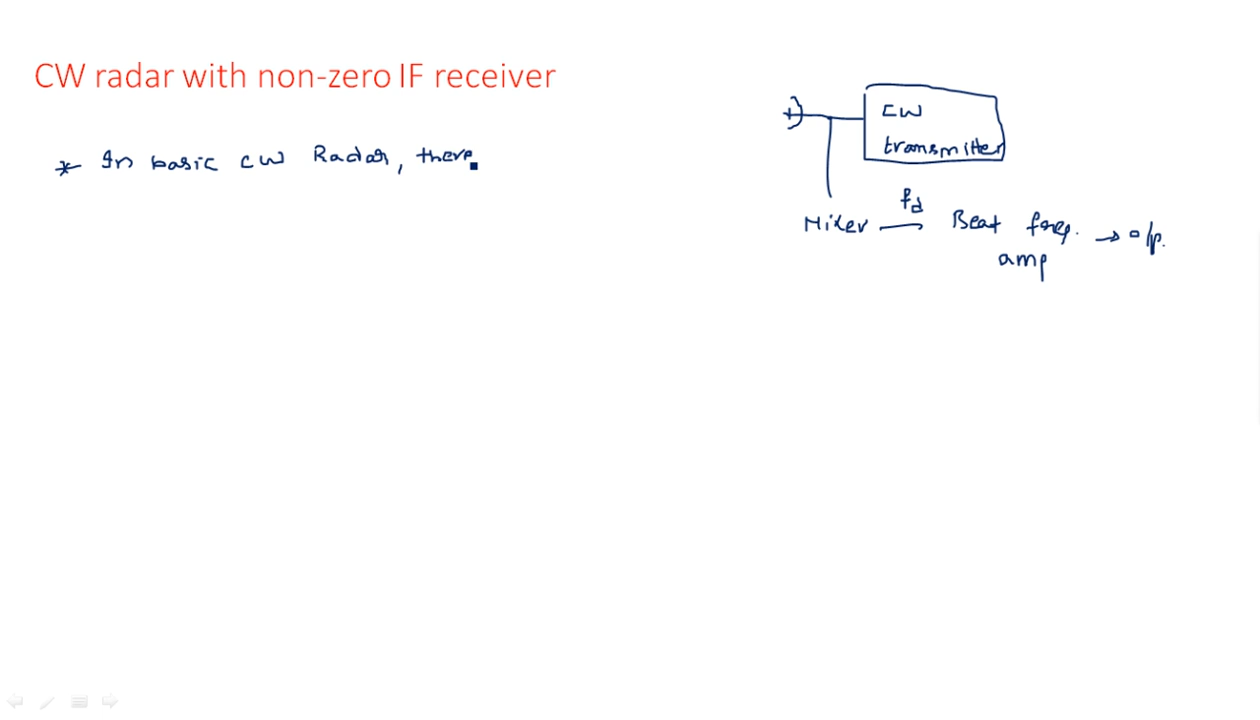 CW radar with non-zero IF receiver
* In basic CW Radar, there
CW
transmitter
fd
Mixer — Beat freq. → o/p.
amp